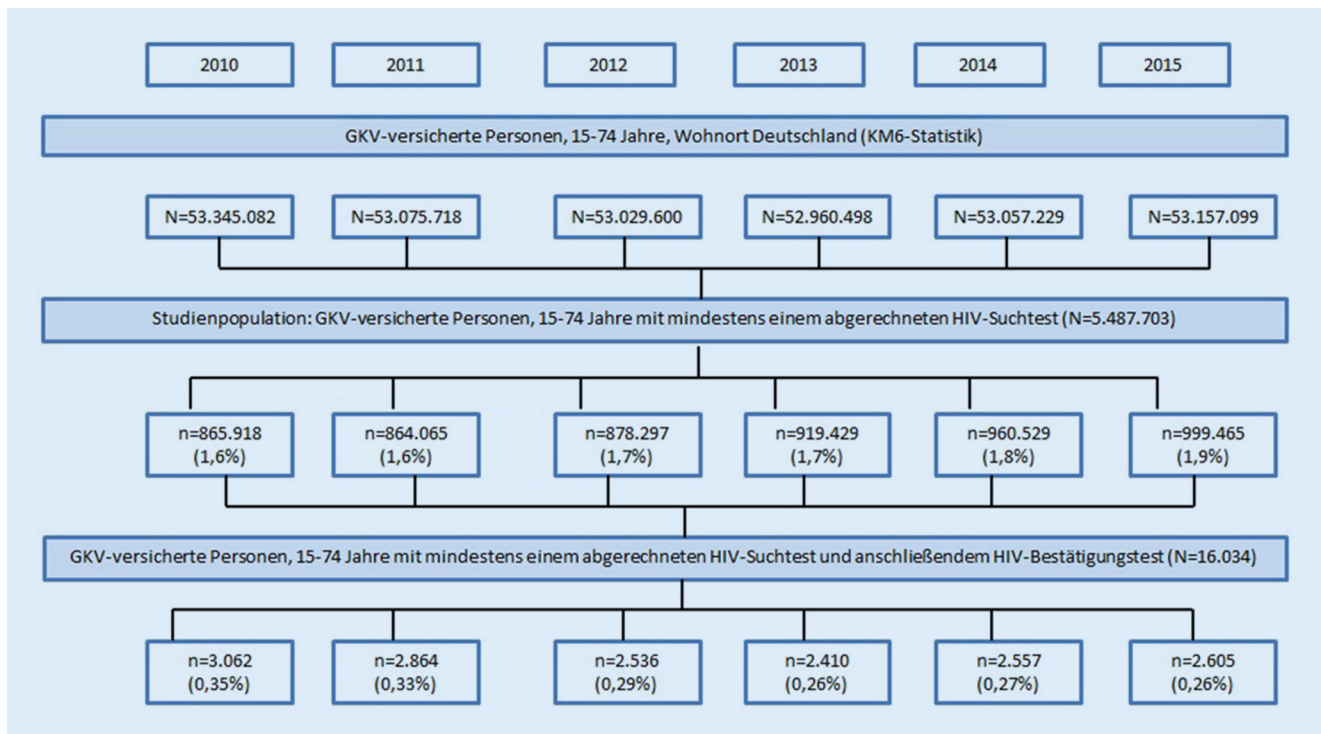 2010
2011
2012
2013
2014
2015
GKV-versicherte Personen, 15-74 Jahre, Wohnort Deutschland (KM6-Statistik)
N=53.345.082
N=53.075.718
N=53.029.600
N=52.960.498
N=53.057.229
N=53.157.099
Studienpopulation: GKV-versicherte Personen, 15-74 Jahre mit mindestens einem abgerechneten HIV-Suchtest (N=5.487.703)
n=865.918
(1,6%)
n=864.065
(1,6%)
n=878.297
(1,7%)
n=919.429
(1,7%)
n=960.529
(1,8%)
n=999.465
(1,9%)
GKV-versicherte Personen, 15-74 Jahre mit mindestens einem abgerechneten HIV-Suchtest und anschließendem HIV-Bestätigungstest (N=16.034)
n=3.062
(0,35%)
n=2.864
(0,33%)
n=2.536
(0,29%)
n=2.410
(0,26%)
n=2.557
(0,27%)
n=2.605
(0,26%)